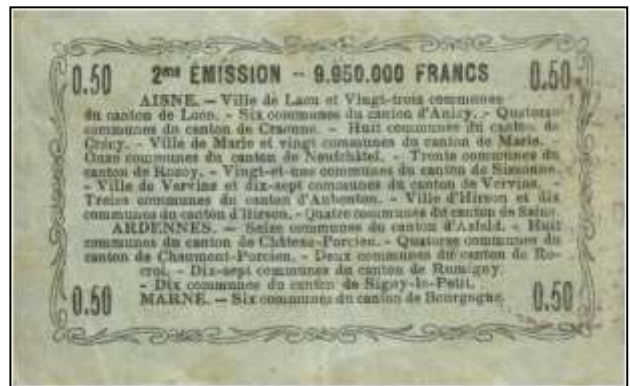 0.50 2me ÉMISSION - 9.950.000 FRANCS 0.50
AISNE. — Ville de Laon et Vingt-trois communes
du canton de Laon. - Six communes du canton d'Anizy. - Quatorze
communes du canton de Craonne. - Huit communes du canton de
Crécy. - Ville de Marle et vingt communes du canton de Marle. -
Onze communes du canton de Neufchâtel. - Trente communes du
canton de Rozoy. - Vingt-et-une communes du canton de Sissonne.
- Ville de Vervins et dix-sept communes du canton de Vervins. -
Treize communes du canton d'Aubenton. - Ville d'Hirson et dix
communes du canton d'Hirson. - Quatre communes du canton de Sains.
ARDENNES. — Seize communes du canton d'Asfeld. - Huit
communes du canton de Château-Porcien. - Quatorze communes du
canton de Chaumont-Porcien. - Deux communes du canton de Ro-
croi. - Dix-sept communes du canton de Rumigny.
- Dix communes du canton de Signy-le-Petit.
0.50 MARNE. — Six communes du canton de Bourgogne. 0.50